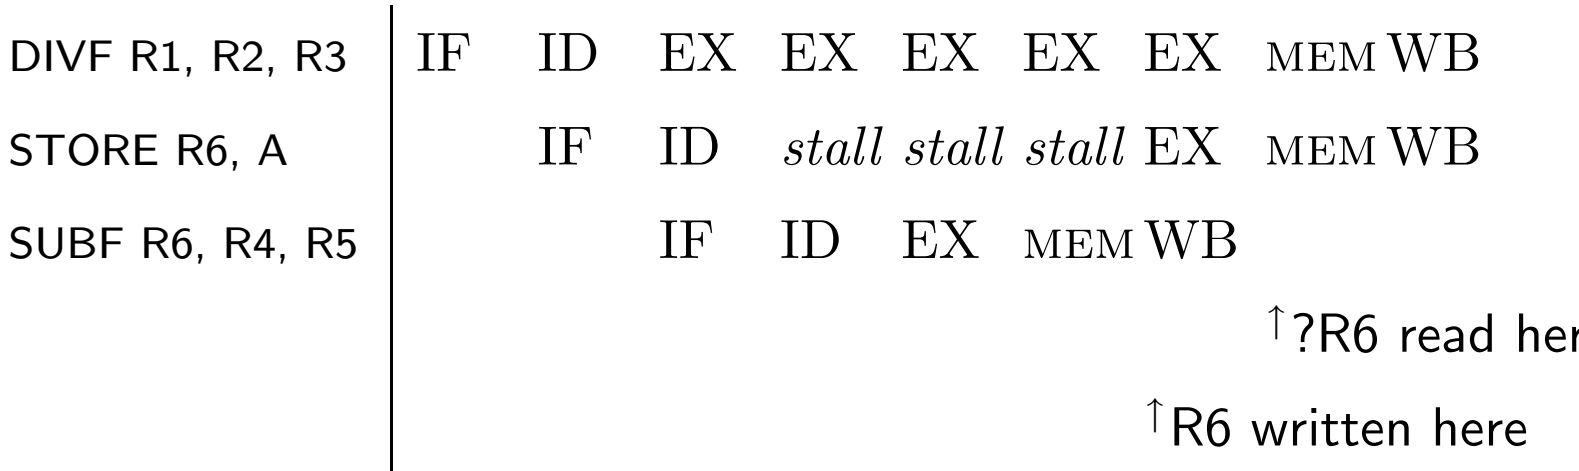 DIVF R1, R2, R3 IF ID EX EX EX EX EX MEM WB
STORE R6, A IF ID stall stall stall EX MEM WB
SUBF R6, R4, R5 IF ID EX MEM WB
↑?R6 read her
↑R6 written here